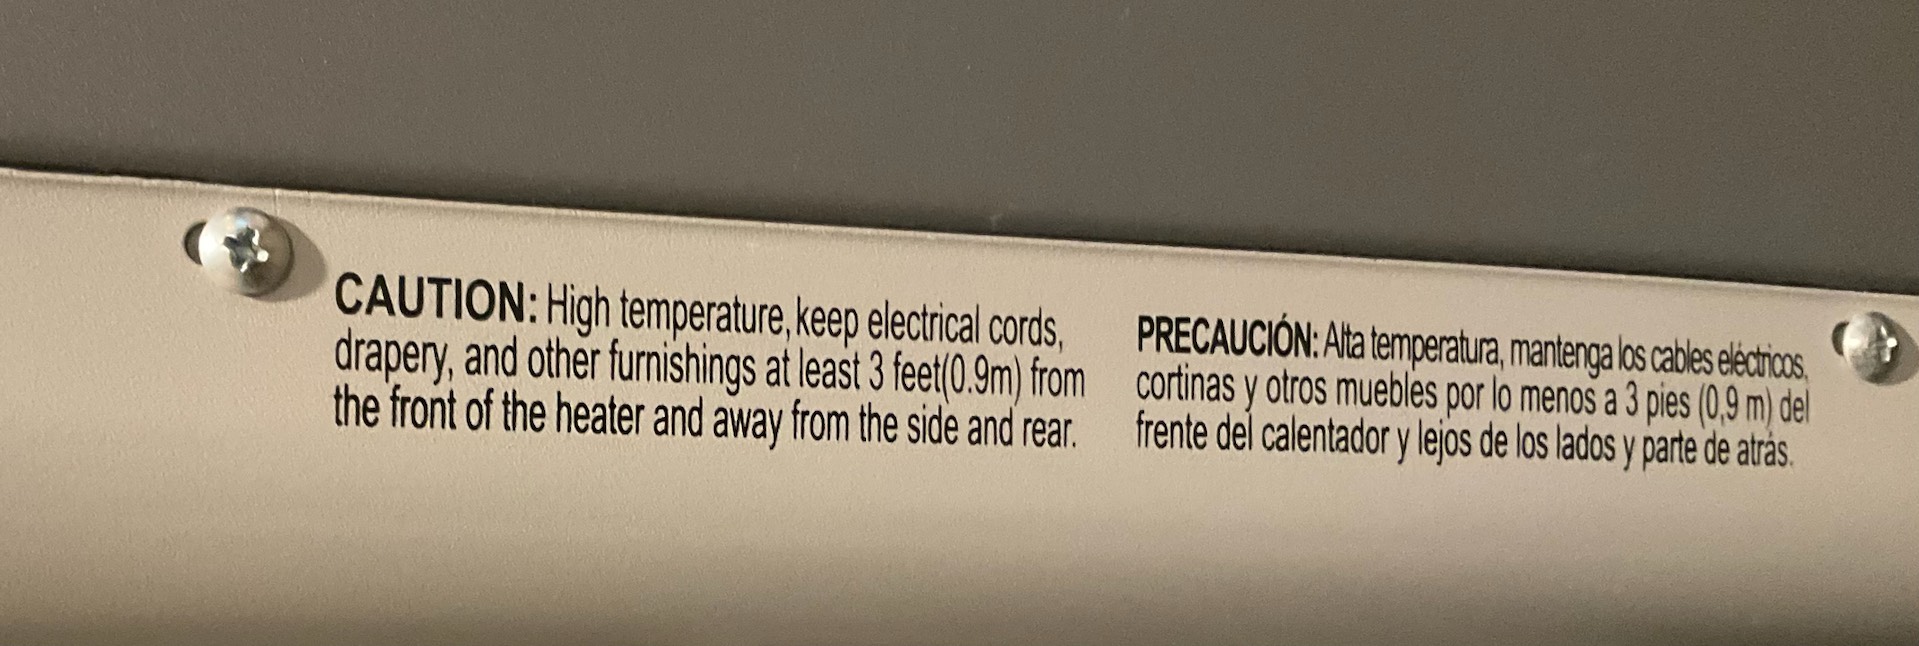 CAUTION: High temperature, keep electrical cords,
drapery, and other furnishings at least 3 feet(0.9m) from
the front of the heater and away from the side and rear.
PRECAUCIÓN: Alta temperatura, mantenga los cables eléctricos,
cortinas y otros muebles por lo menos a 3 pies (0,9 m) del
frente del calentador y lejos de los lados y parte de atrás.